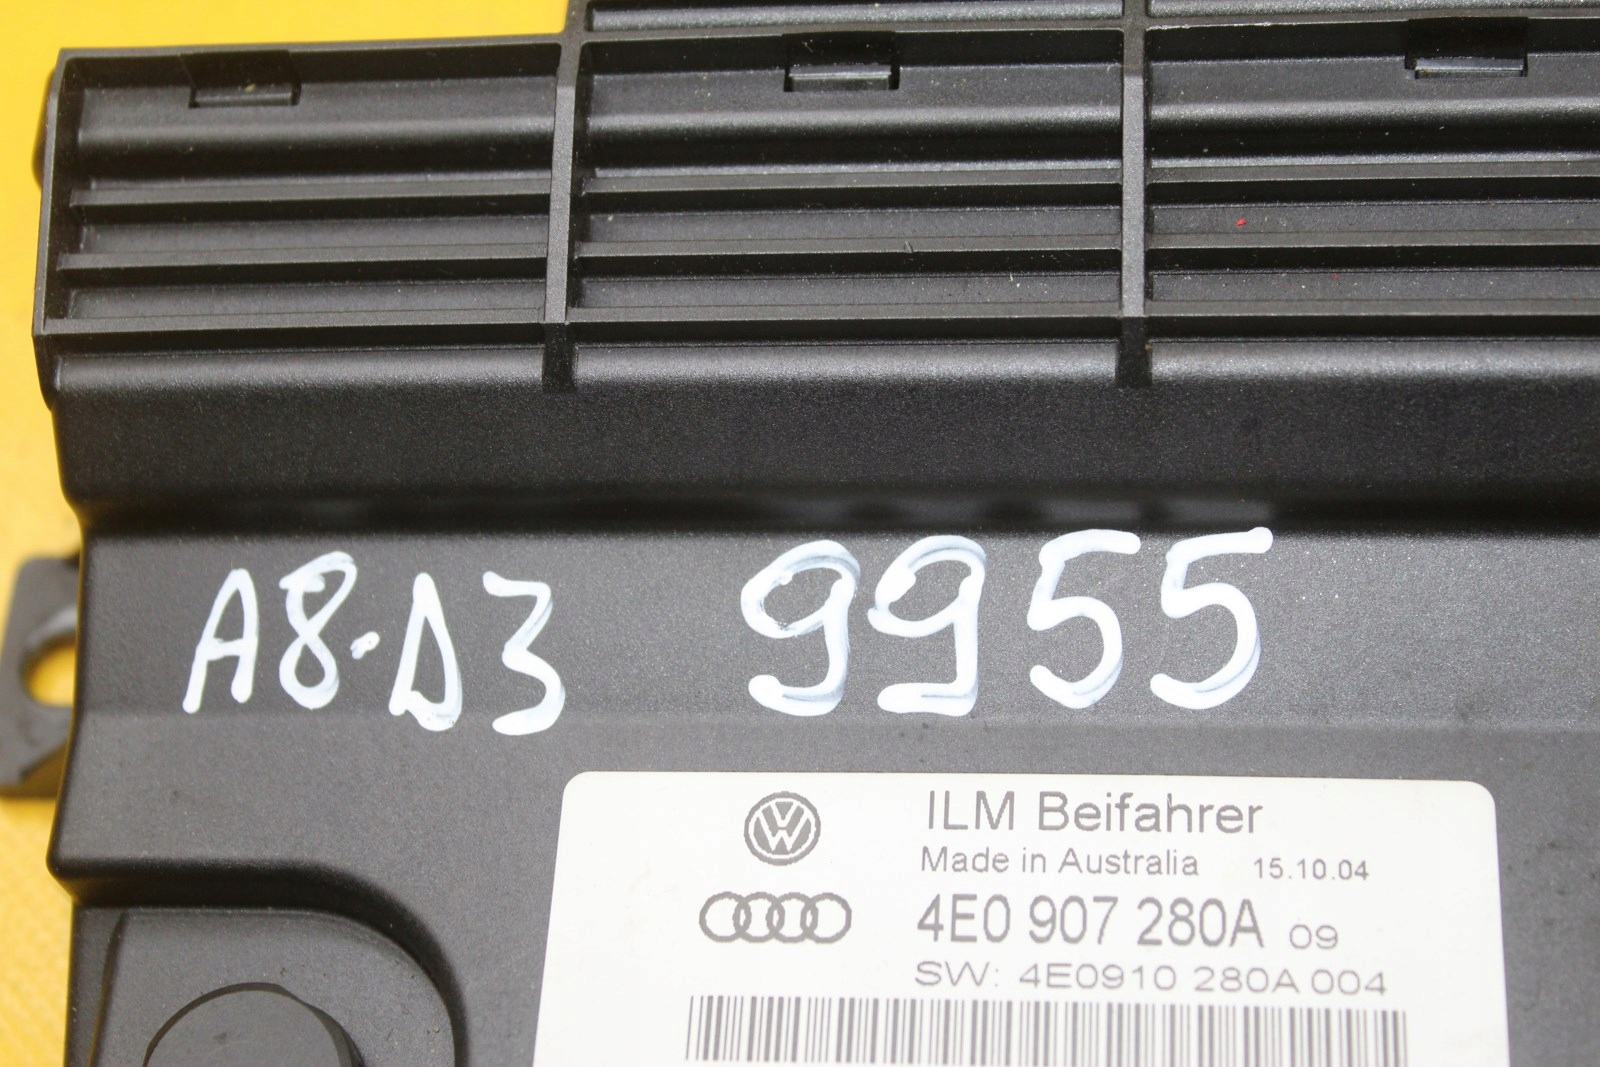 A8-D3 9955
ILM Beifahrer
Made in Australia 15.10.04
4E0 907 280A 09
SW: 4E0910 280A 004